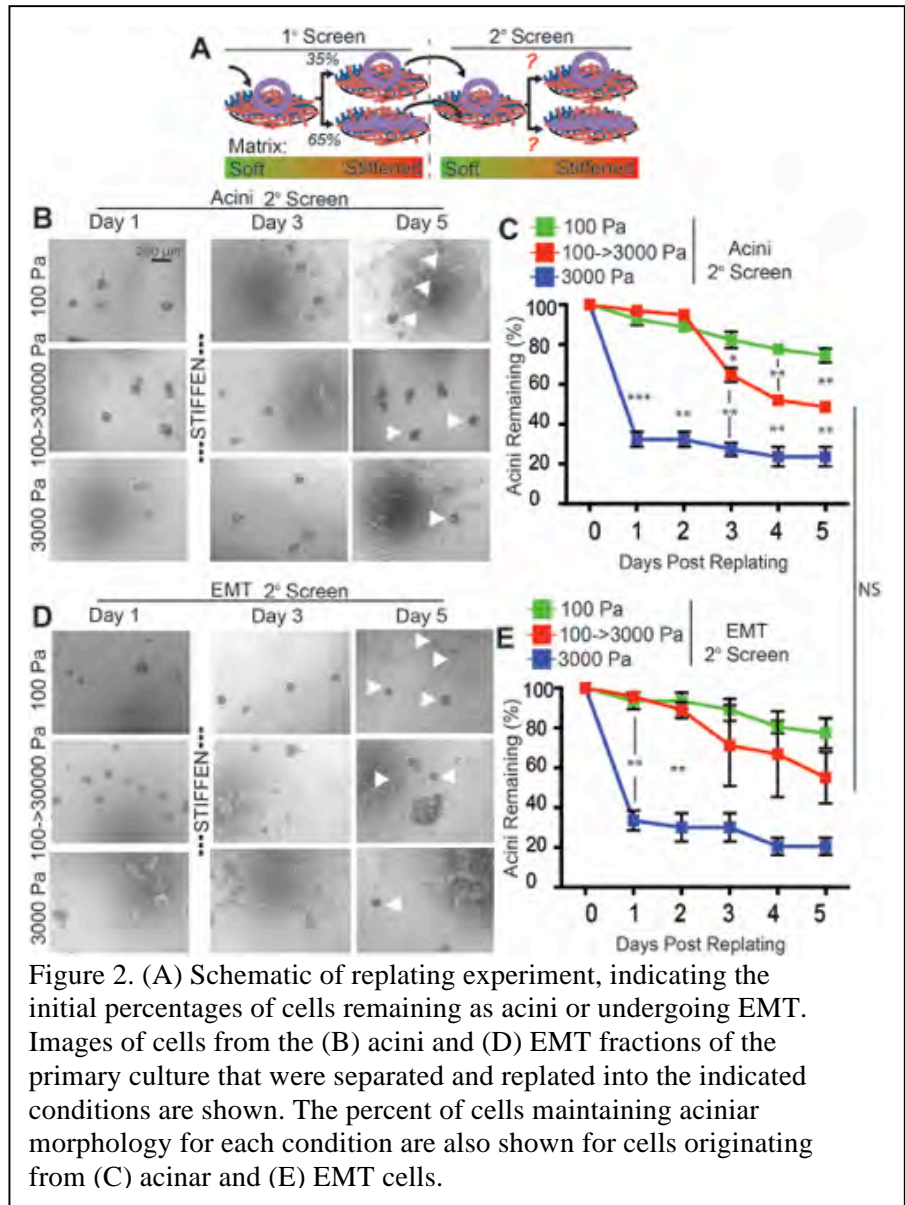 A
1° Screen
2° Screen
35%
65%
?
?
Matrix:
Soft
Stiffened
Soft
Stiffened
B
Acini 2° Screen
Day 1
Day 3
Day 5
200 µm
100 Pa
100->30000 Pa
3000 Pa
***STIFFEN***
C
100 Pa
100->3000 Pa
3000 Pa
Acini
2° Screen
Acini Remaining (%)
100
80
60
40
20
0
***
**
*
**
**
**
**
**
0 1 2 3 4 5
Days Post Replating
NS
D
EMT 2° Screen
Day 1
Day 3
Day 5
100 Pa
100->30000 Pa
3000 Pa
***STIFFEN***
E
100 Pa
100->3000 Pa
3000 Pa
EMT
2° Screen
Acini Remaining (%)
100
80
60
40
20
0
**
**
0 1 2 3 4 5
Days Post Replating
Figure 2. (A) Schematic of replating experiment, indicating the
initial percentages of cells remaining as acini or undergoing EMT.
Images of cells from the (B) acini and (D) EMT fractions of the
primary culture that were separated and replated into the indicated
conditions are shown. The percent of cells maintaining aciniar
morphology for each condition are also shown for cells originating
from (C) acinar and (E) EMT cells.